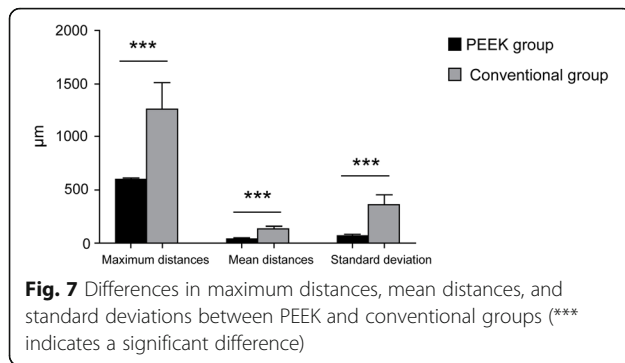 2000
1500
1000
500
0
µm
***
***
***
Maximum distances Mean distances Standard deviation
PEEK group
Conventional group
Fig. 7 Differences in maximum distances, mean distances, and
standard deviations between PEEK and conventional groups (***
indicates a significant difference)